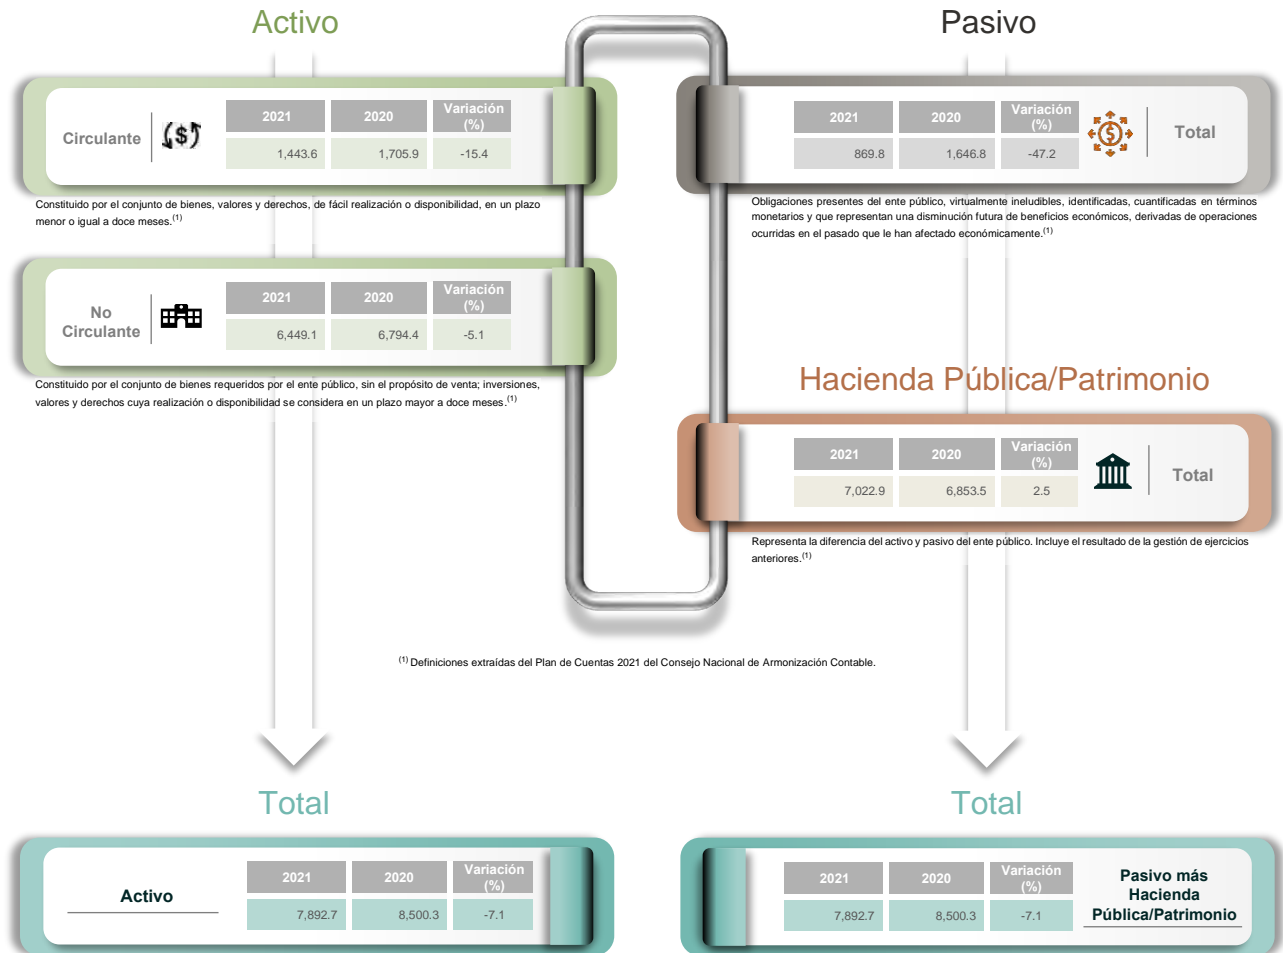 Activo
Circulante
2021 2020 Variación
(%)
1,443.6 1,705.9 -15.4
Constituido por el conjunto de bienes, valores y derechos, de fácil realización o disponibilidad, en un plazo
menor o igual a doce meses.(1)
No
Circulante
2021 2020 Variación
(%)
6,449.1 6,794.4 -5.1
Constituido por el conjunto de bienes requeridos por el ente público, sin el propósito de venta; inversiones,
valores y derechos cuya realización o disponibilidad se considera en un plazo mayor a doce meses.(1)
Pasivo
2021 2020 Variación
(%)
869.8 1,646.8 -47.2
Total
Obligaciones presentes del ente público, virtualmente ineludibles, identificadas, cuantificadas en términos
monetarios y que representan una disminución futura de beneficios económicos, derivadas de operaciones
ocurridas en el pasado que le han afectado económicamente.(1)
Hacienda Pública/Patrimonio
2021 2020 Variación
(%)
7,022.9 6,853.5 2.5
Total
Representa la diferencia del activo y pasivo del ente público. Incluye el resultado de la gestión de ejercicios
anteriores.(1)
(1) Definiciones extraídas del Plan de Cuentas 2021 del Consejo Nacional de Armonización Contable.
Total
Activo
2021 2020 Variación
(%)
7,892.7 8,500.3 -7.1
Total
2021 2020 Variación
(%)
7,892.7 8,500.3 -7.1
Pasivo más
Hacienda
Pública/Patrimonio